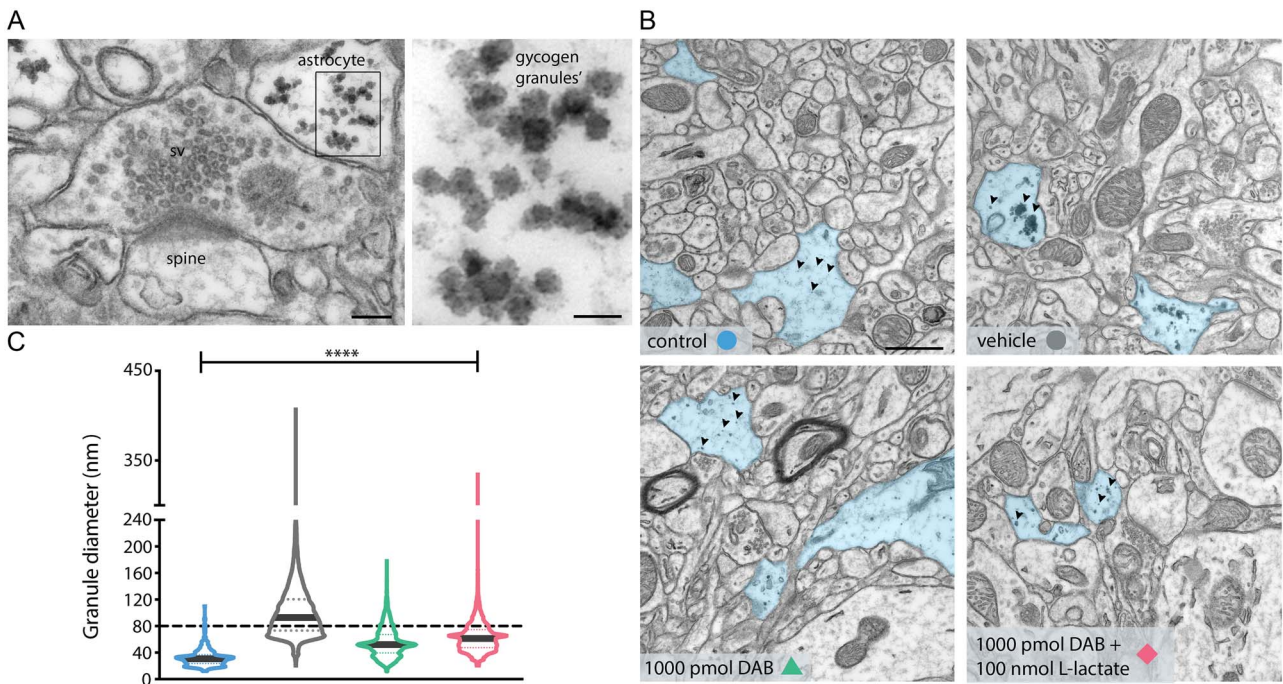 A
astrocyte
sv
spine
gycogen
granules’
B
control
vehicle
1000 pmol DAB
1000 pmol DAB +
100 nmol L-lactate
C
****
Granule diameter (nm)
450
350
240
200
160
120
80
40
0